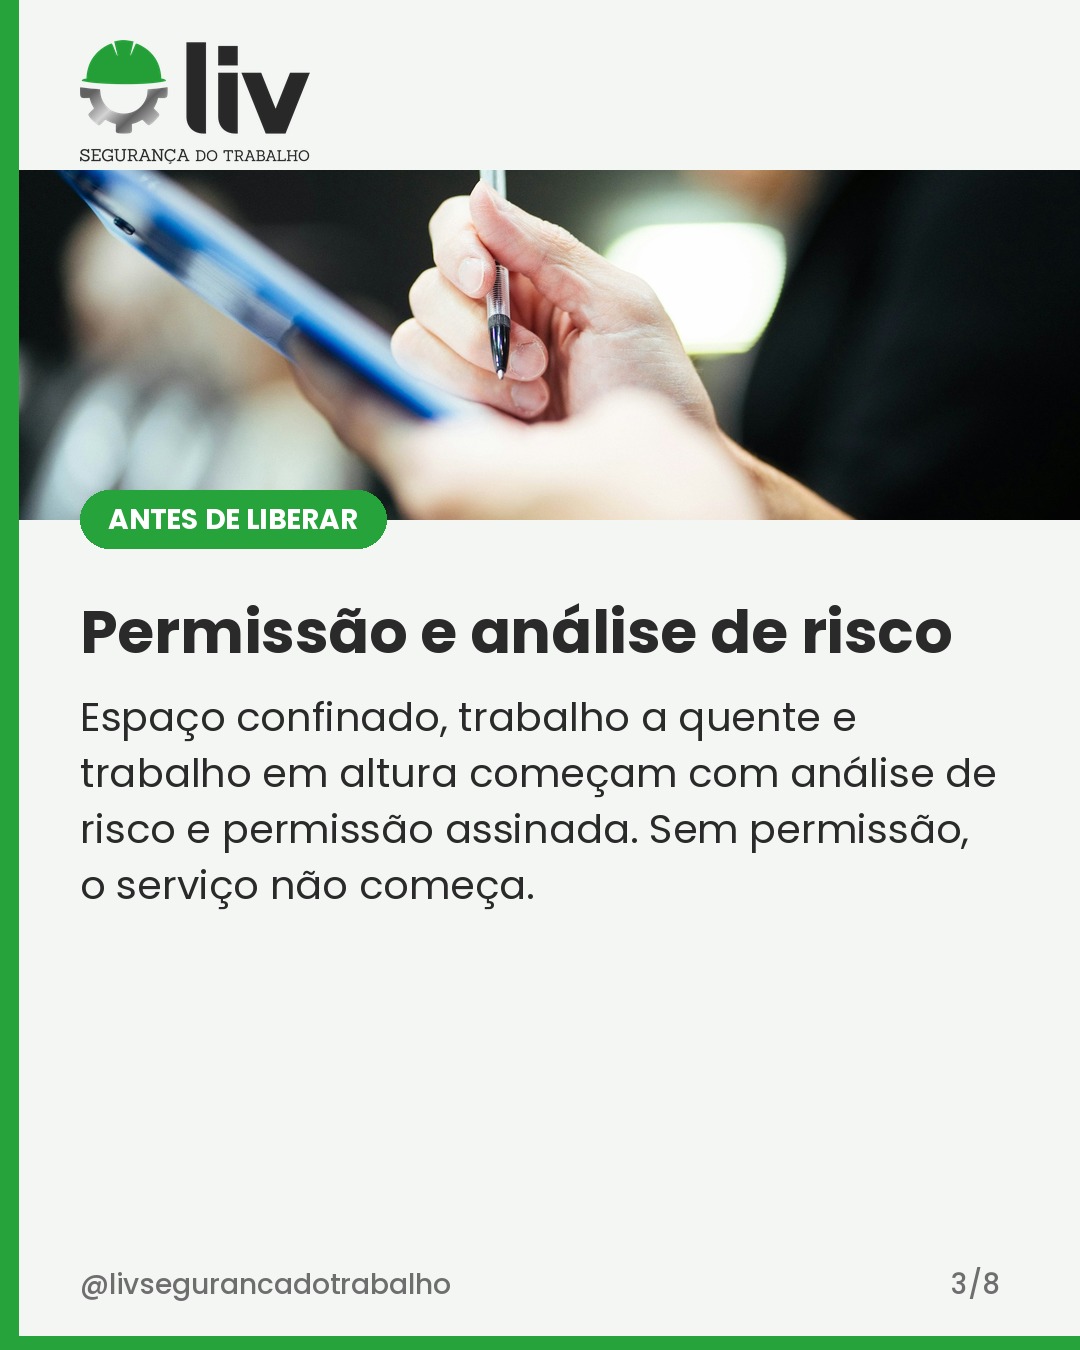 liv
SEGURANÇA DO TRABALHO
ANTES DE LIBERAR
Permissão e análise de risco
Espaço confinado, trabalho a quente e
trabalho em altura começam com análise de
risco e permissão assinada. Sem permissão,
o serviço não começa.
@livsegurancadotrabalho
3/8